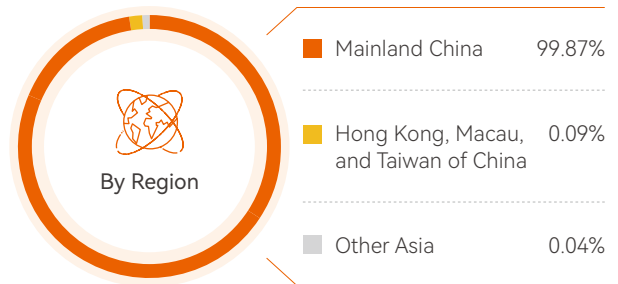 By Region
Mainland China 99.87%
Hong Kong, Macau, 0.09%
and Taiwan of China
Other Asia 0.04%